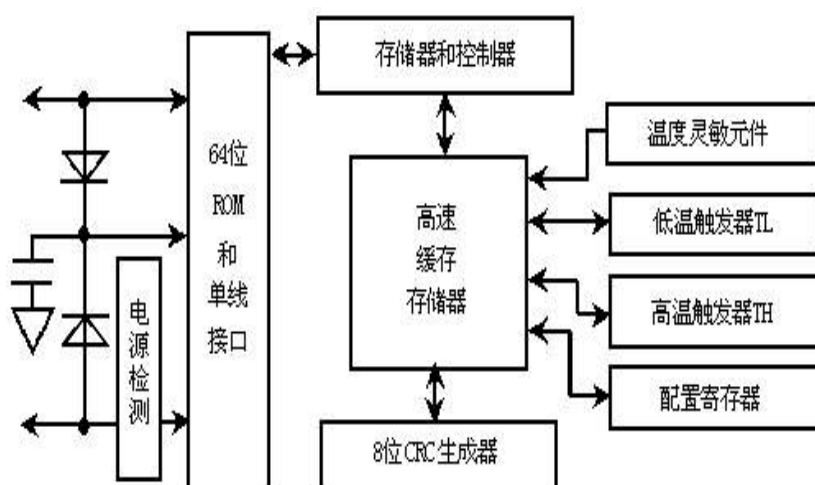 存储器和控制器
64位
ROM
和
单线
接口
电
源
检
测
高速
缓存
存储器
温度灵敏元件
低温触发器TL
高温触发器TH
配置寄存器
8位CRC生成器